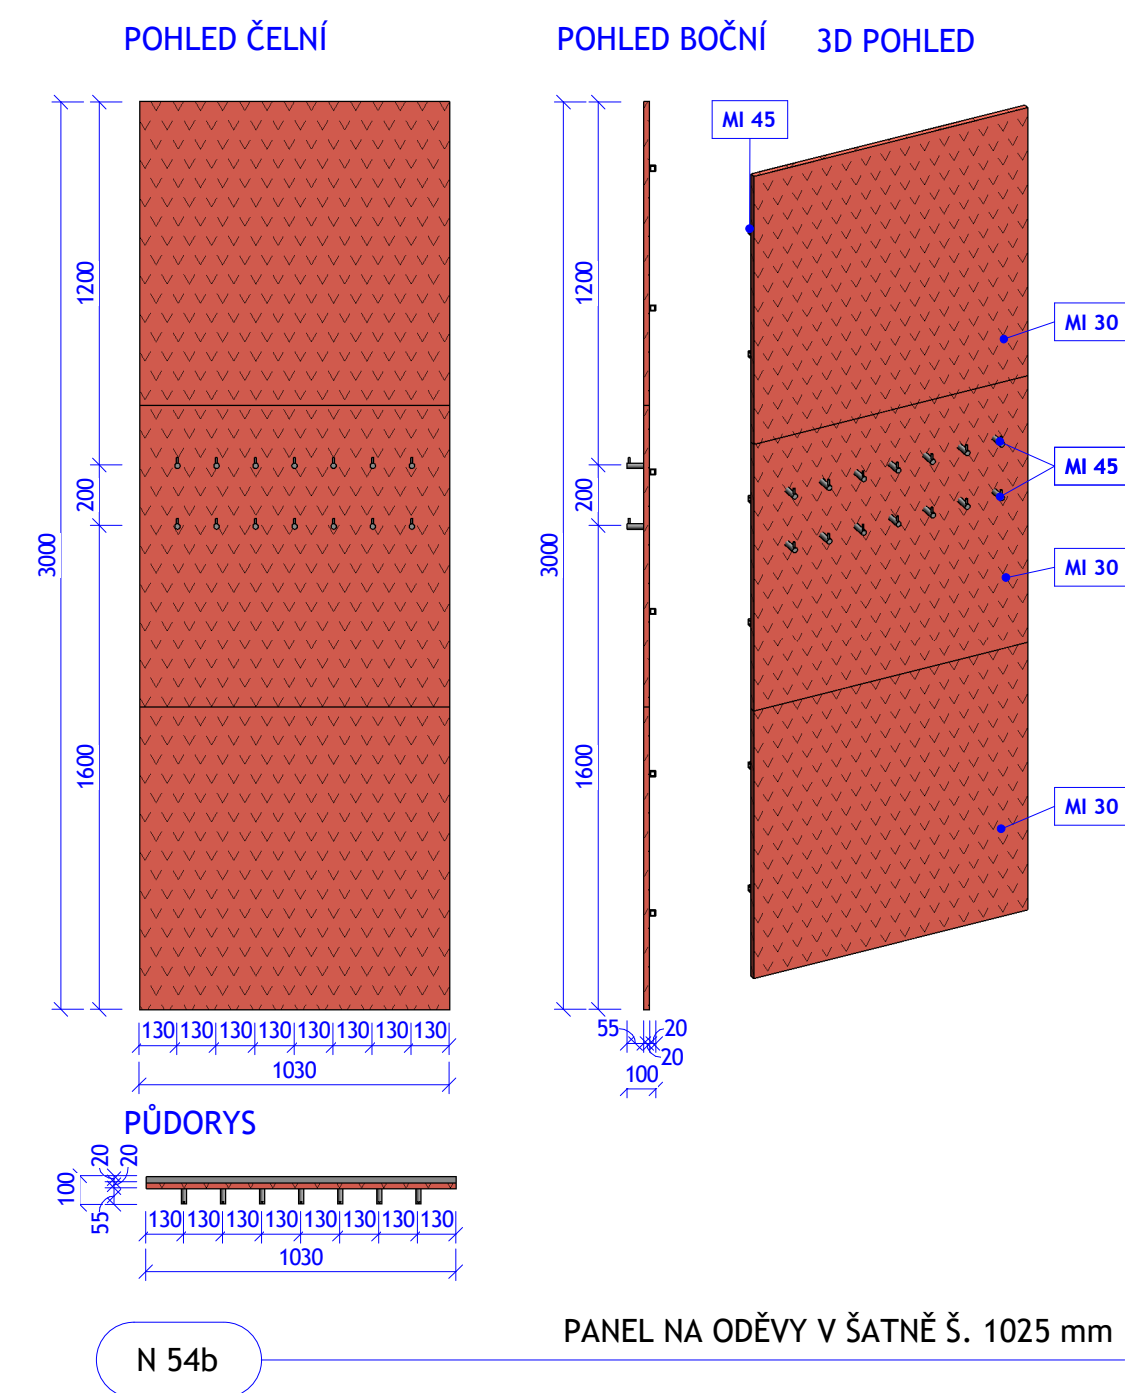 POHLED ČELNÍ
POHLED BOČNÍ
3D POHLED
MI 45
1200
1200
MI 30
MI 45
200
200
3000
3000
MI 30
1600
1600
MI 30
130 130 130 130 130 130 130 130
1030
55 20
20
100
PŮDORYS
20 20
100
55
130 130 130 130 130 130 130 130
1030
PANEL NA ODĚVY V ŠATNĚ Š. 1025 mm
N 54b